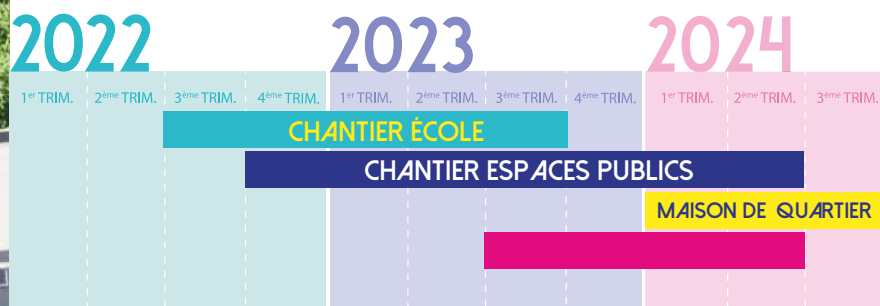 2022 2023 2024
1er TRIM. 2ème TRIM. 3ème TRIM. 4ème TRIM. 1er TRIM. 2ème TRIM. 3ème TRIM. 4ème TRIM. 1er TRIM. 2ème TRIM. 3ème TRIM.
CHANTIER ÉCOLE
CHANTIER ESPACES PUBLICS
MAISON DE QUARTIER